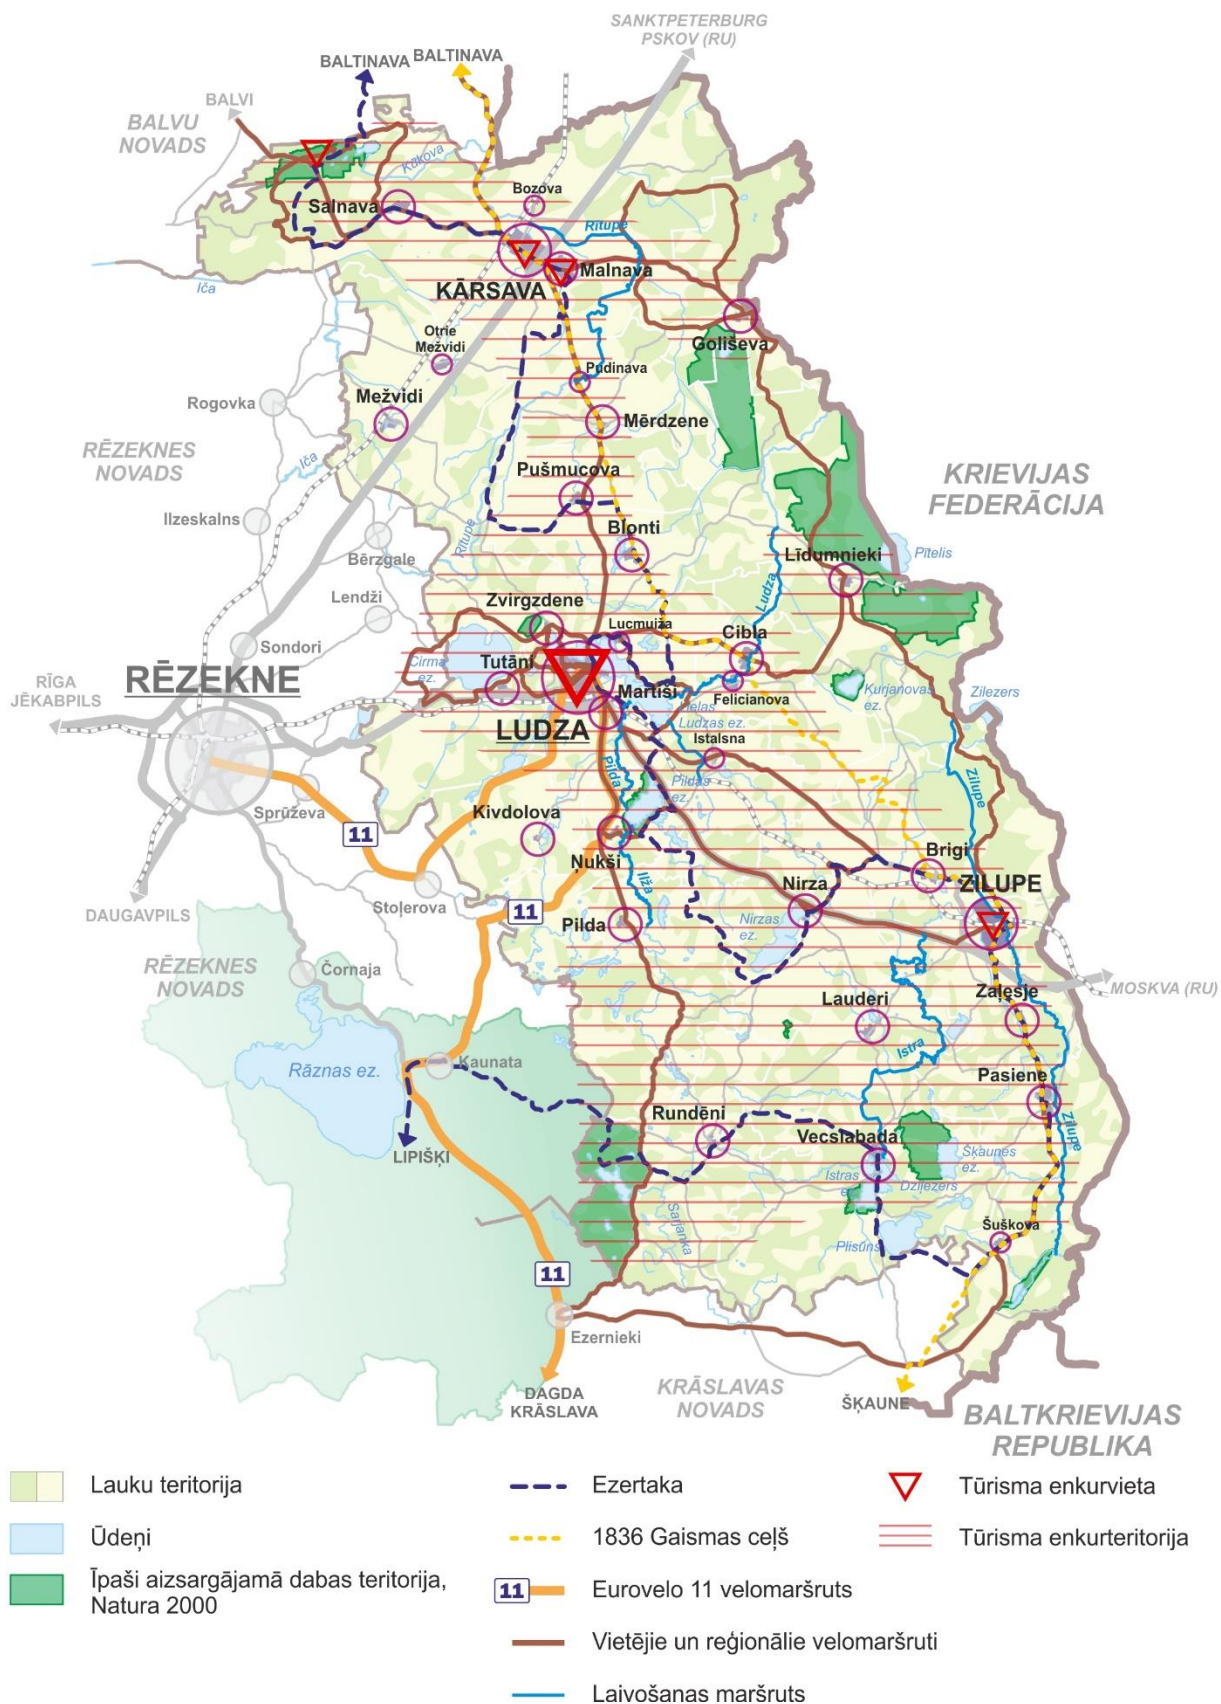 SANKTPETERBURG
PSKOV (RU)
BALTINAVA
BALTINAVA
BALVI
BALVU
NOVADS
Kūkova
Bozova
Salnava
Ritupe
Malnava
KĀRSAVA
Iča
Goliševa
Otrie
Mežvidi
Pudinava
Mežvidi
Rogovka
Mērdzene
RĒZEKNES
NOVADS
Iča
Pušmucova
KRIEVIJAS
FEDERĀCIJA
Ilzeskalns
Blonti
Ritupe
Bērzgale
Līdumnieki
Pītelis
Ludza
Lendži
Zvirgzdene
Lucmuiža
Cibla
Sondori
Cirma
ez.
Tutāni
RĒZEKNE
RĪGA
JĒKABPILS
Martiši
Felicianova
Kurjanovas
ez.
Zilezers
Ludzas ez.
LUDZA
Istalsna
Pilda
Pildas
ez.
Zilupe
Sprūževa
11
Kivdolova
Ņukši
Brigi
Ilža
Nirza
ZILUPE
Stoļerova
DAUGAVPILS
11
Pilda
Nirzas
ez.
RĒZEKNES
NOVADS
Čornaja
MOSKVA (RU)
Lauderi
Zaļesje
Istra
Rāznas ez.
Kaunata
Pasiene
Rundēni
Vecslabada
Zilupe
LIPIŠĶI
Šķaunes
ez.
Istras
Dziļezers
Sarjanka
Šuškova
Plisūns
11
Ezernieki
DAGDA
KRĀSLAVA
KRĀSLAVAS
NOVADS
ŠĶAUNE
BALTKRIEVIJAS
REPUBLIKA
Lauku teritorija
Ūdeņi
Īpaši aizsargājamā dabas teritorija,
Natura 2000
Ezertaka
1836 Gaismas ceļš
11
Eurovelo 11 velomaršruts
Vietējie un reģionālie velomaršruti
Laivošanas maršruts
Tūrisma enkurvieta
Tūrisma enkurteritorija